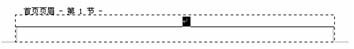 首页页眉 - 第 1 节 -